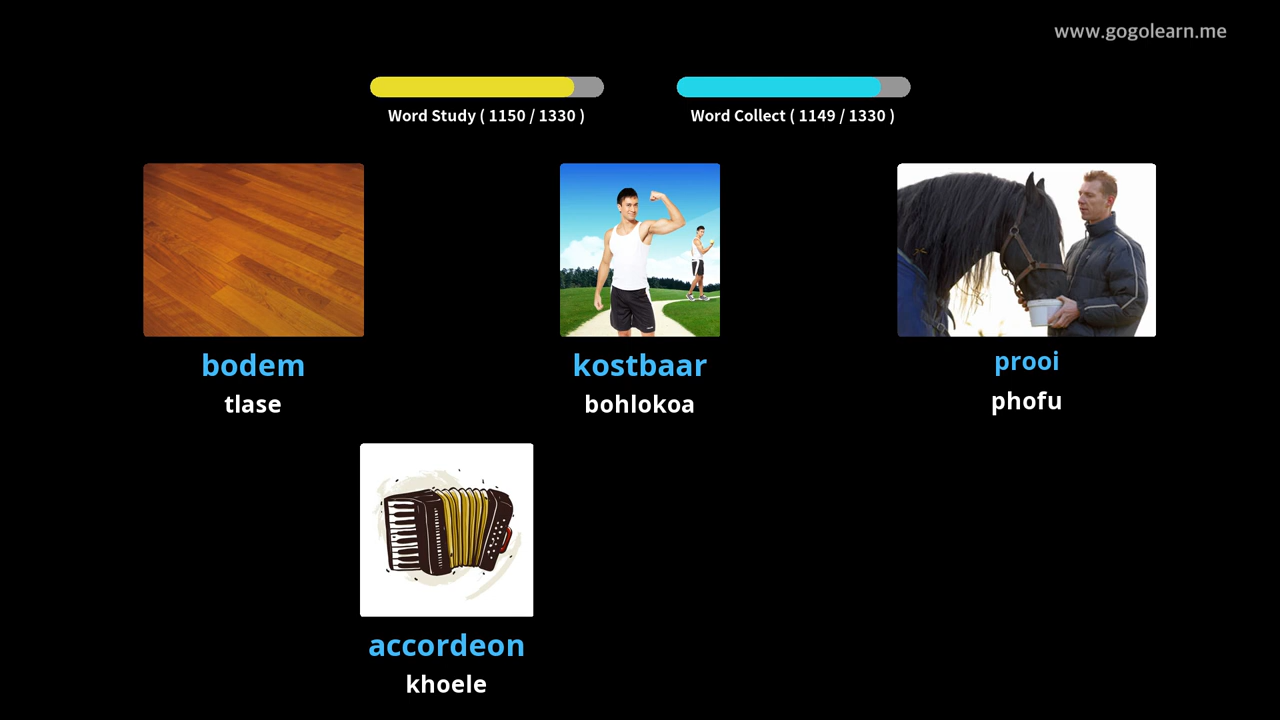 www.gogolearn.me
Word Study ( 1150 / 1330 )
Word Collect ( 1149 / 1330 )
bodem
tlase
kostbaar
bohlokoa
prooi
phofu
accordeon
khoele